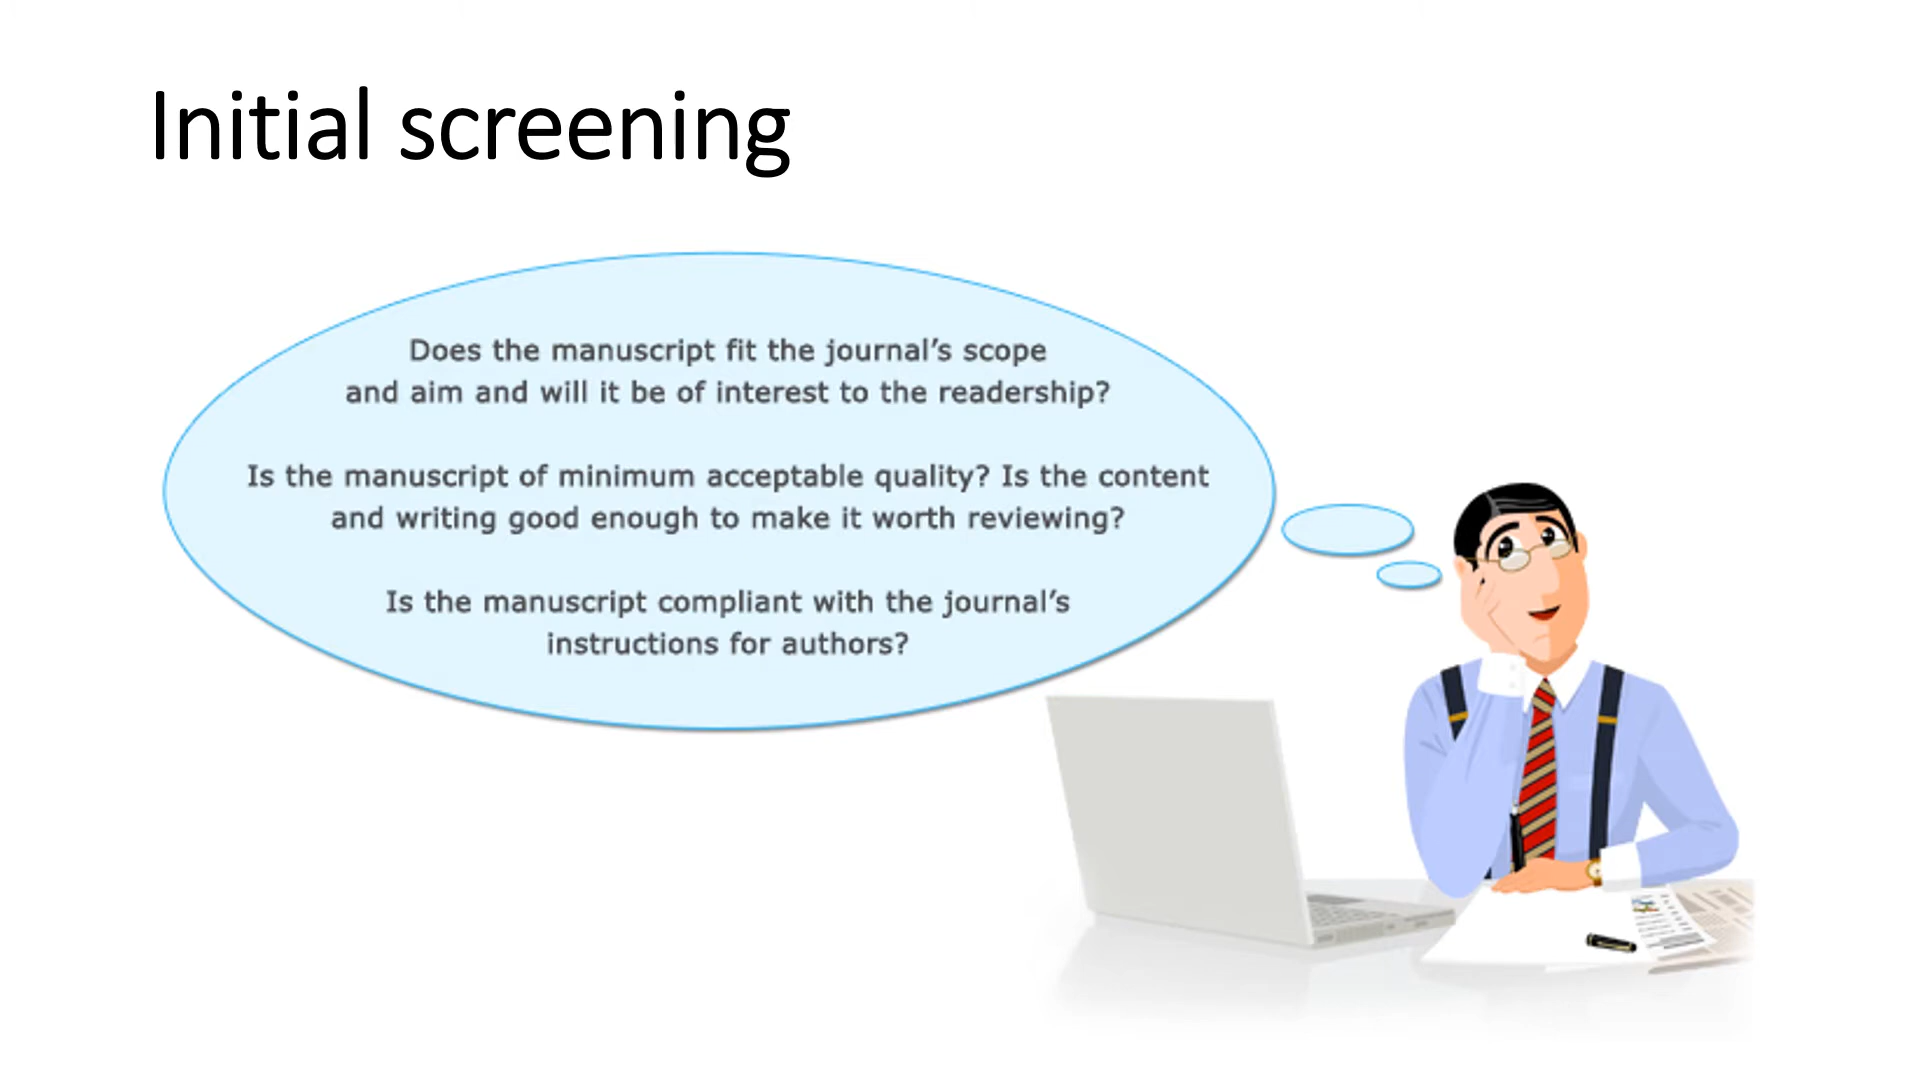 Initial screening
Does the manuscript fit the journal’s scope
and aim and will it be of interest to the readership?
Is the manuscript of minimum acceptable quality? Is the content
and writing good enough to make it worth reviewing?
Is the manuscript compliant with the journal’s
instructions for authors?